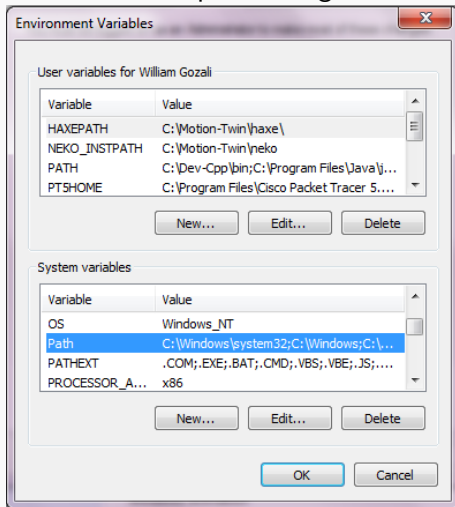 Environment Variables
User variables for William Gozali
Variable Value
HAXEPATH C:\Motion-Twin\haxe\
NEKO_INSTPATH C:\Motion-Twin\neko
PATH C:\Dev-Cpp\bin;C:\Program Files\Java\j...
PT5HOME C:\Program Files\Cisco Packet Tracer 5....
New... Edit... Delete
System variables
Variable Value
OS Windows_NT
Path C:\Windows\system32;C:\Windows;C:\...
PATHEXT .COM;.EXE;.BAT;.CMD;.VBS;.VBE;.JS;....
PROCESSOR_A... x86
New... Edit... Delete
OK Cancel